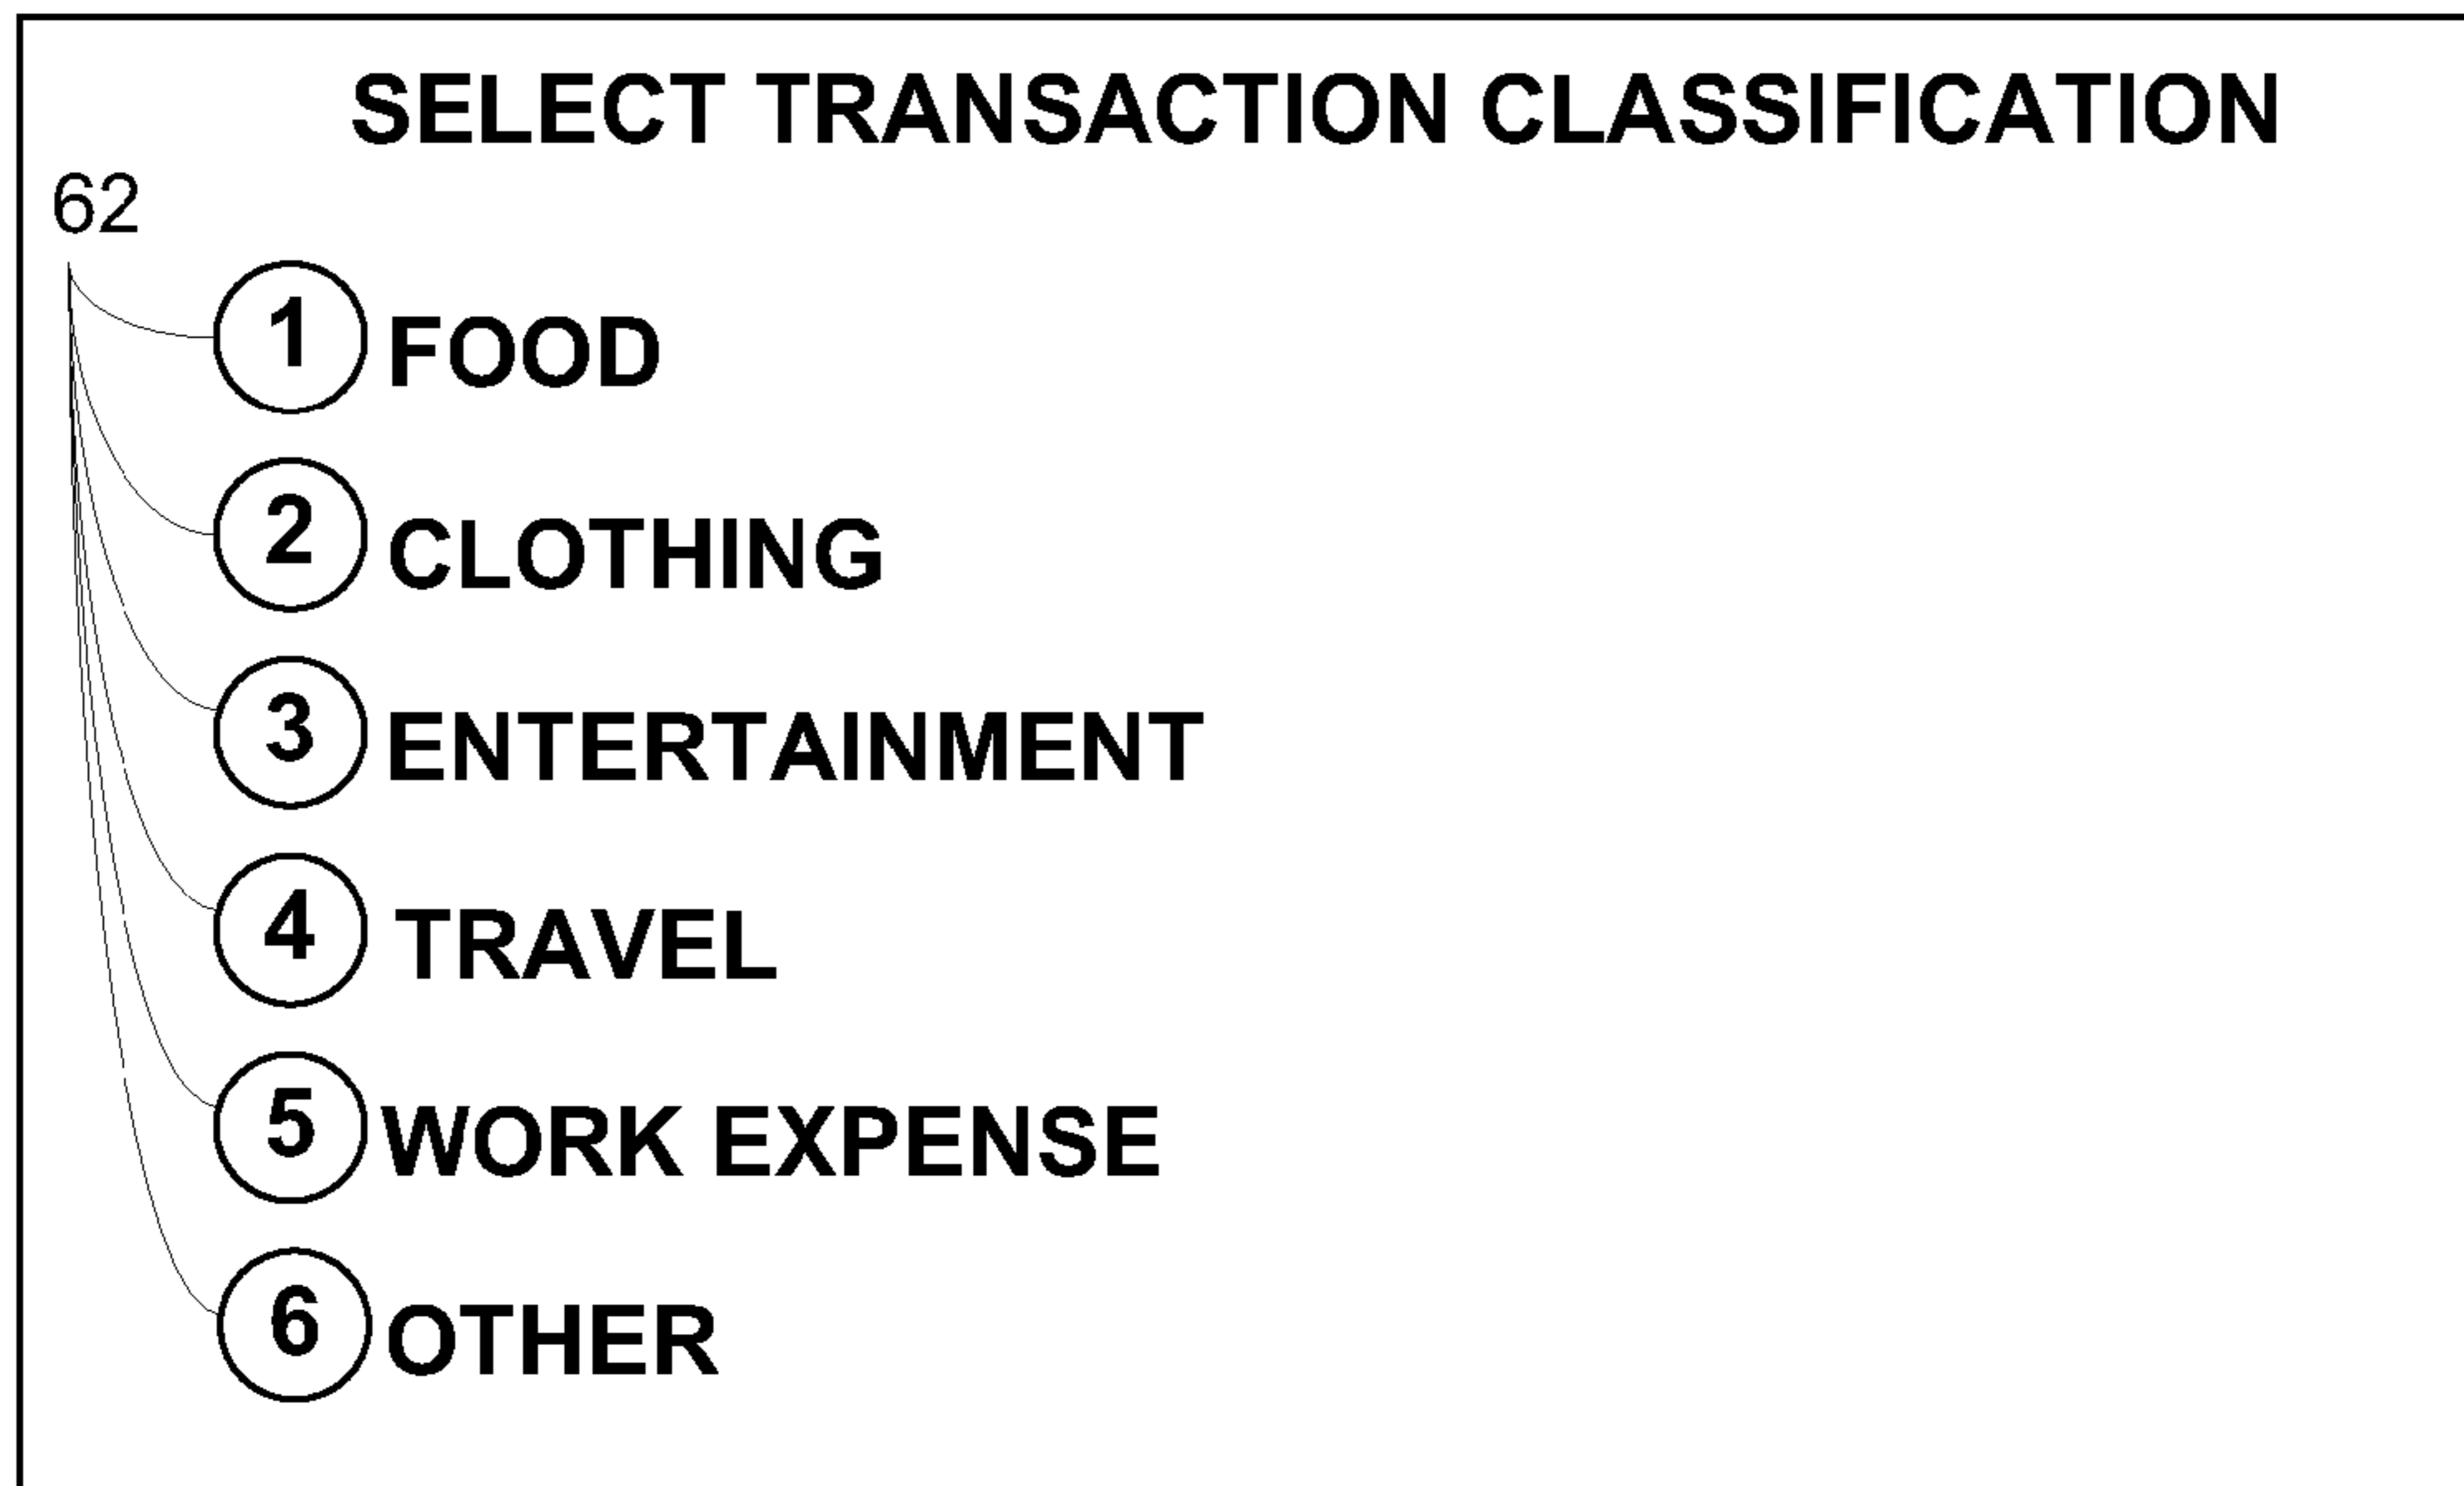 SELECT TRANSACTION CLASSIFICATION
62
1 FOOD
2 CLOTHING
3 ENTERTAINMENT
4 TRAVEL
5 WORK EXPENSE
6 OTHER